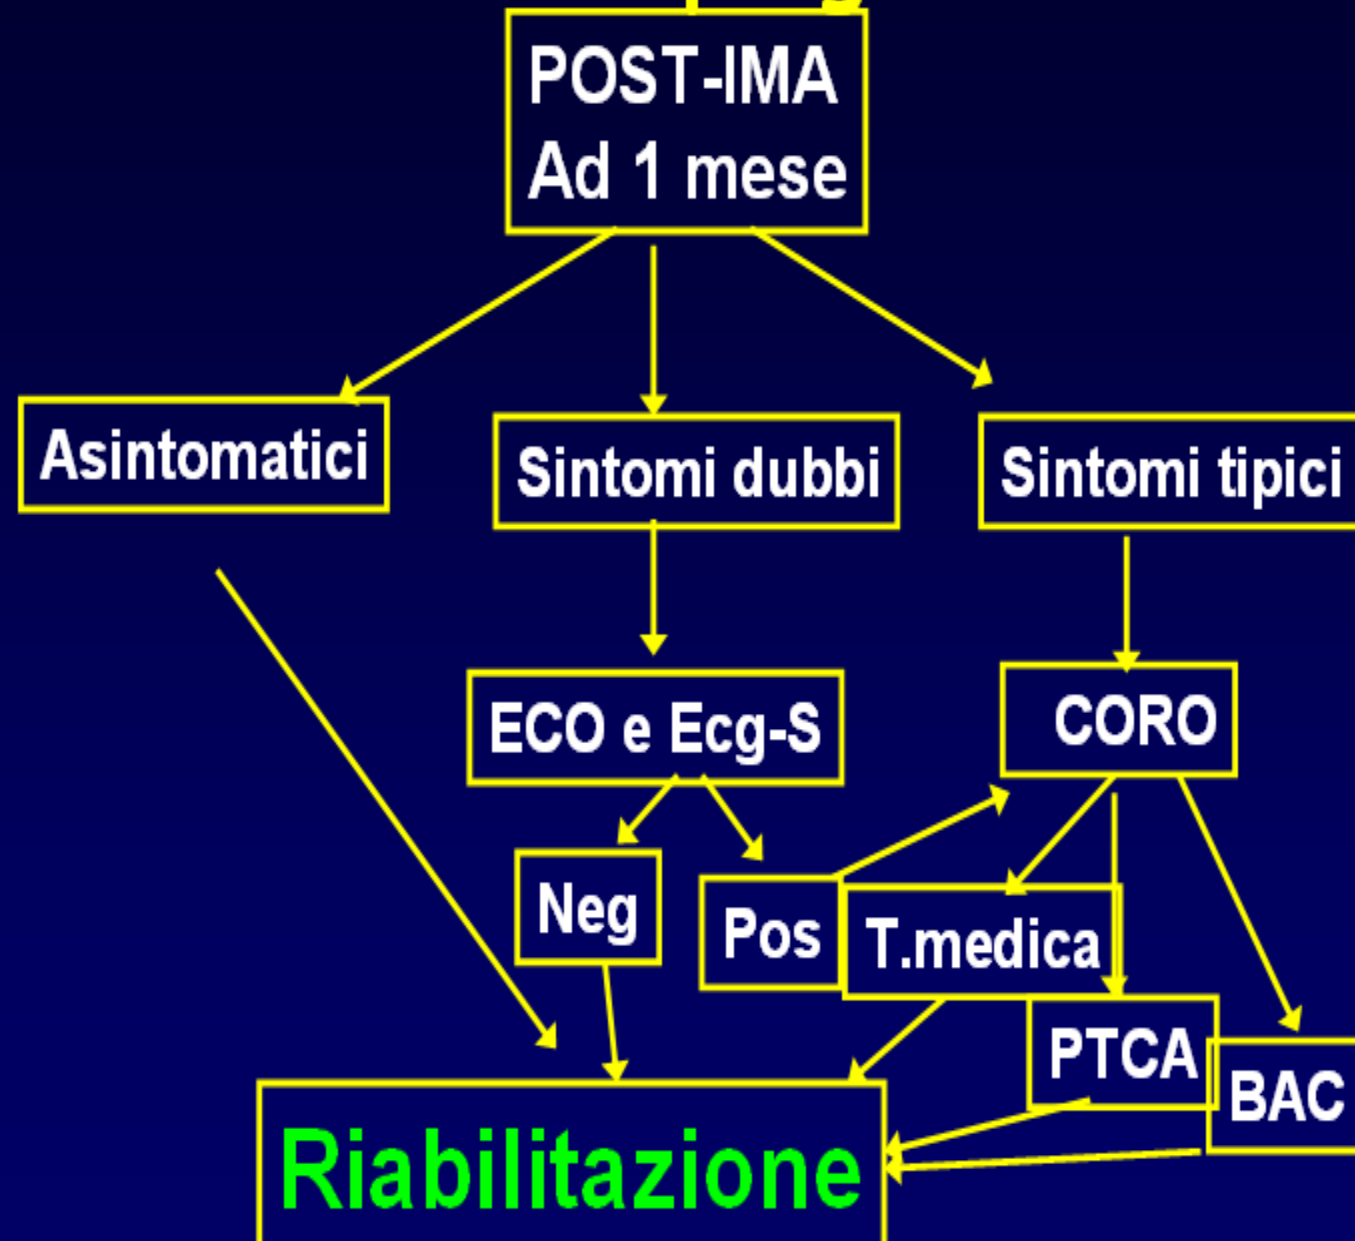 POST-IMA
Ad 1 mese
Asintomatici
Sintomi dubbi
Sintomi tipici
ECO e Ecg-S
CORO
Neg
Pos
T.medica
PTCA
BAC
Riabilitazione